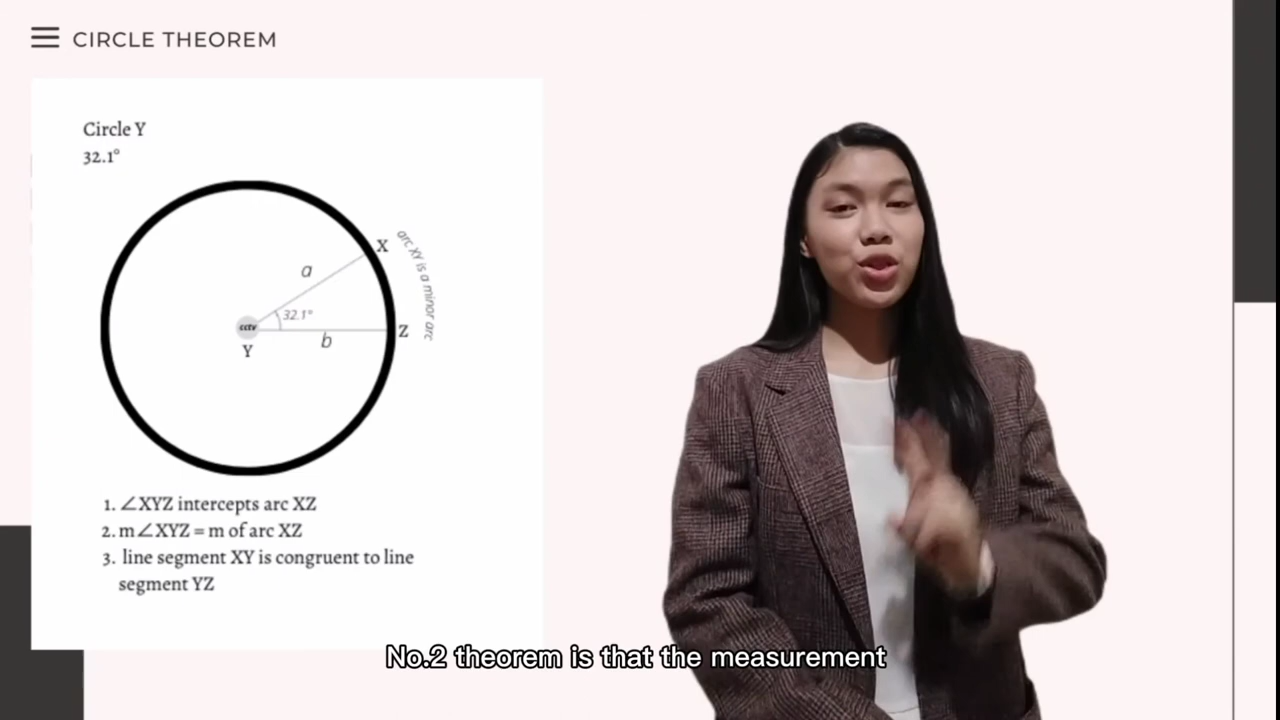 CIRCLE THEOREM
Circle Y
32.1°
X
arc XY is a minor arc
a
32.1°
cctv
Z
Y
b
1. ∠XYZ intercepts arc XZ
2. m∠XYZ = m of arc XZ
3. line segment XY is congruent to line
segment YZ
No.2 theorem is that the measurement